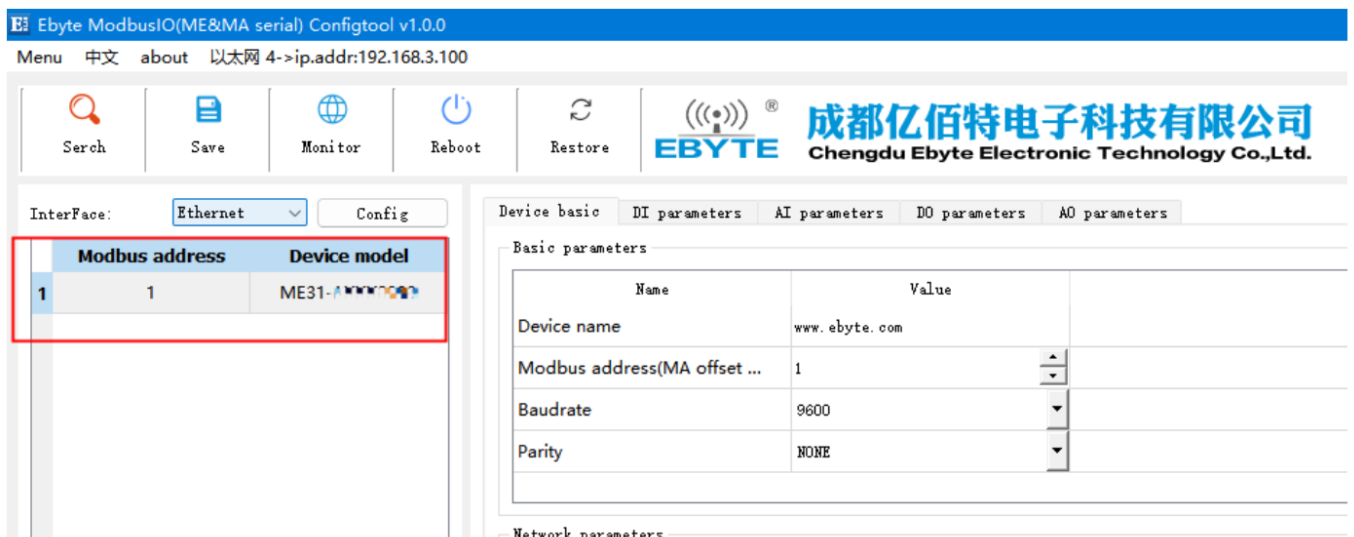 Ebyte ModbusIO(ME&MA serial) Configtool v1.0.0
Menu 中文 about 以太网 4->ip.addr:192.168.3.100
Serch Save Monitor Reboot Restore
EBYTE ®
成都亿佰特电子科技有限公司
Chengdu Ebyte Electronic Technology Co.,Ltd.
InterFace: Ethernet Config
Device basic DI parameters AI parameters DO parameters AO parameters
Modbus address Device model
1 1 ME31-
Basic parameters
Name Value
Device name www.ebyte.com
Modbus address(MA offset ... 1
Baudrate 9600
Parity NONE
Network parameters